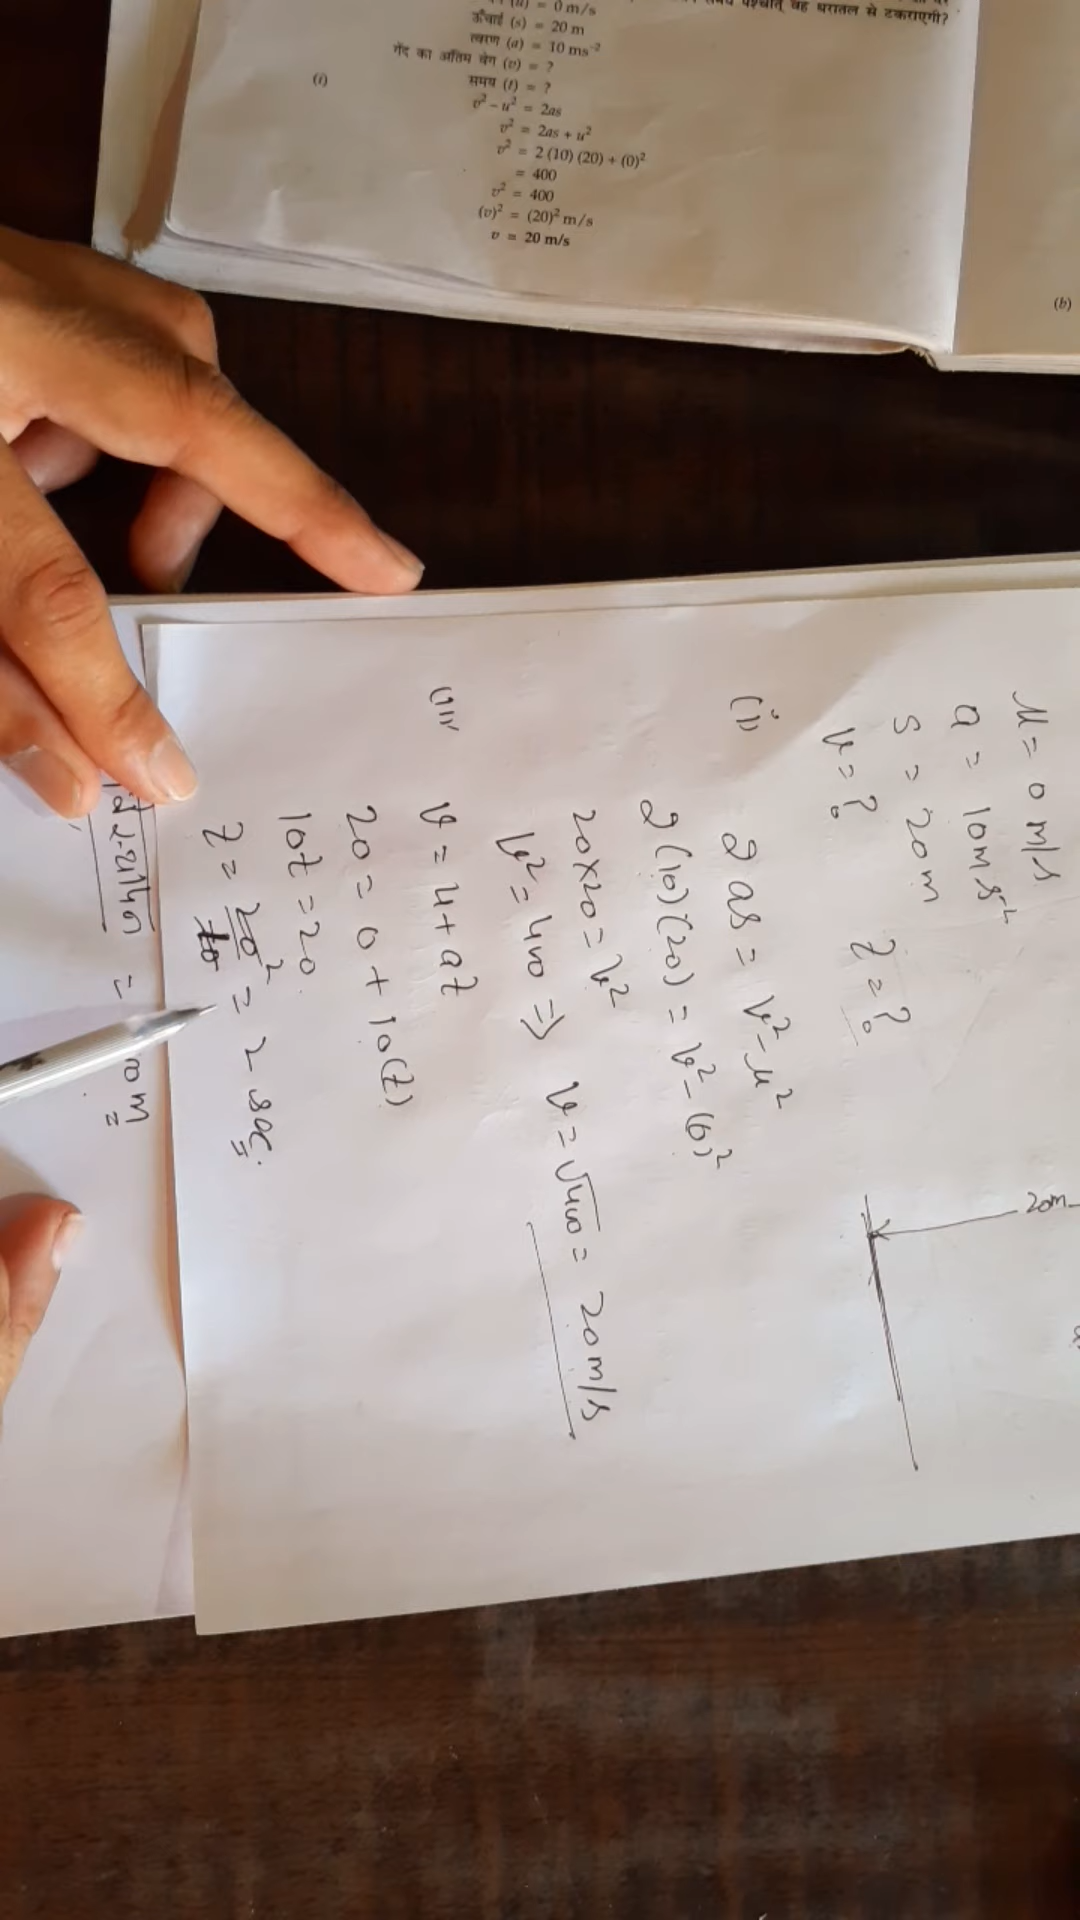 = 0 m/s
ऊँचाई (s) = 20 m
त्वरण (a) = 10 ms⁻²
गेंद का अंतिम वेग (v) = ?
समय (t) = ?
(i)
v² – u² = 2as
v² = 2as + u²
v² = 2 (10) (20) + (0)²
= 400
v² = 400
(v)² = (20)² m/s
v = 20 m/s
पश्चात् वह धरातल से टकराएगी?
(b)
u = 0 m/s
a = 10 m s⁻²
s = 20 m
v = ? t = ?
20m
(i) 2 as = v² - u²
2 (10) (20) = v² - (0)²
20 x 20 = v²
v² = 400 => v = √400 = 20 m/s
(ii) v = u + at
20 = 0 + 10(t)
10t = 20
t = 20/10 2 = 2 sec.